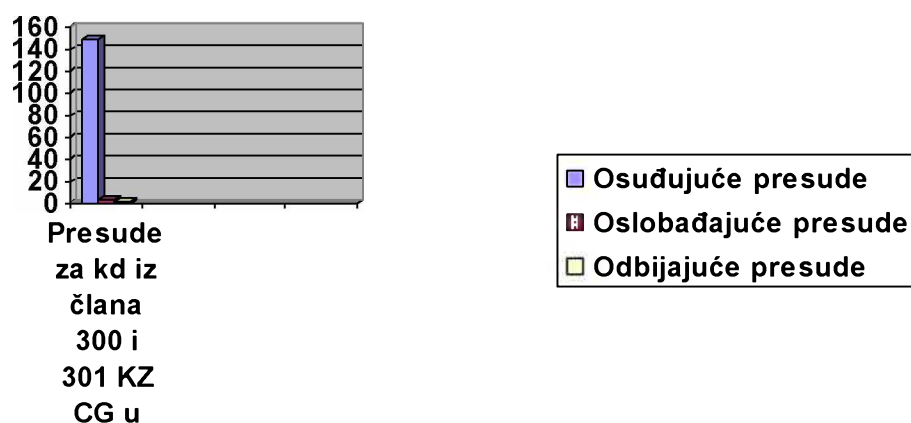 160
140
120
100
80
60
40
20
0
Presude
za kd iz
člana
300 i
301 KZ
CG u
Osuđujuće presude
Oslobađajuće presude
Odbijajuće presude